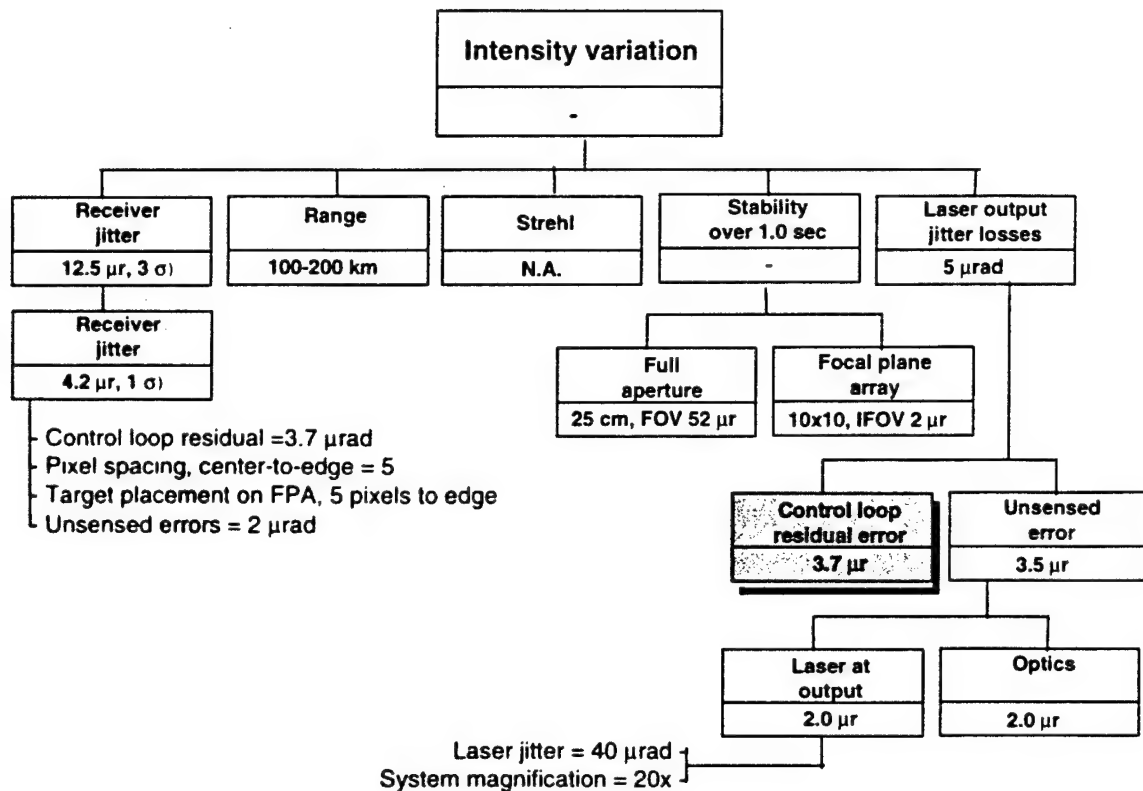 Intensity variation
-
Receiver
jitter
12.5 μr, 3 σ)
Range
100-200 km
Strehl
N.A.
Stability
over 1.0 sec
-
Laser output
jitter losses
5 μrad
Receiver
jitter
4.2 μr, 1 σ)
Control loop residual =3.7 μrad
Pixel spacing, center-to-edge = 5
Target placement on FPA, 5 pixels to edge
Unsensed errors = 2 μrad
Full
aperture
25 cm, FOV 52 μr
Focal plane
array
10x10, IFOV 2 μr
Control loop
residual error
3.7 μr
Unsensed
error
3.5 μr
Laser at
output
2.0 μr
Optics
2.0 μr
Laser jitter = 40 μrad
System magnification = 20x